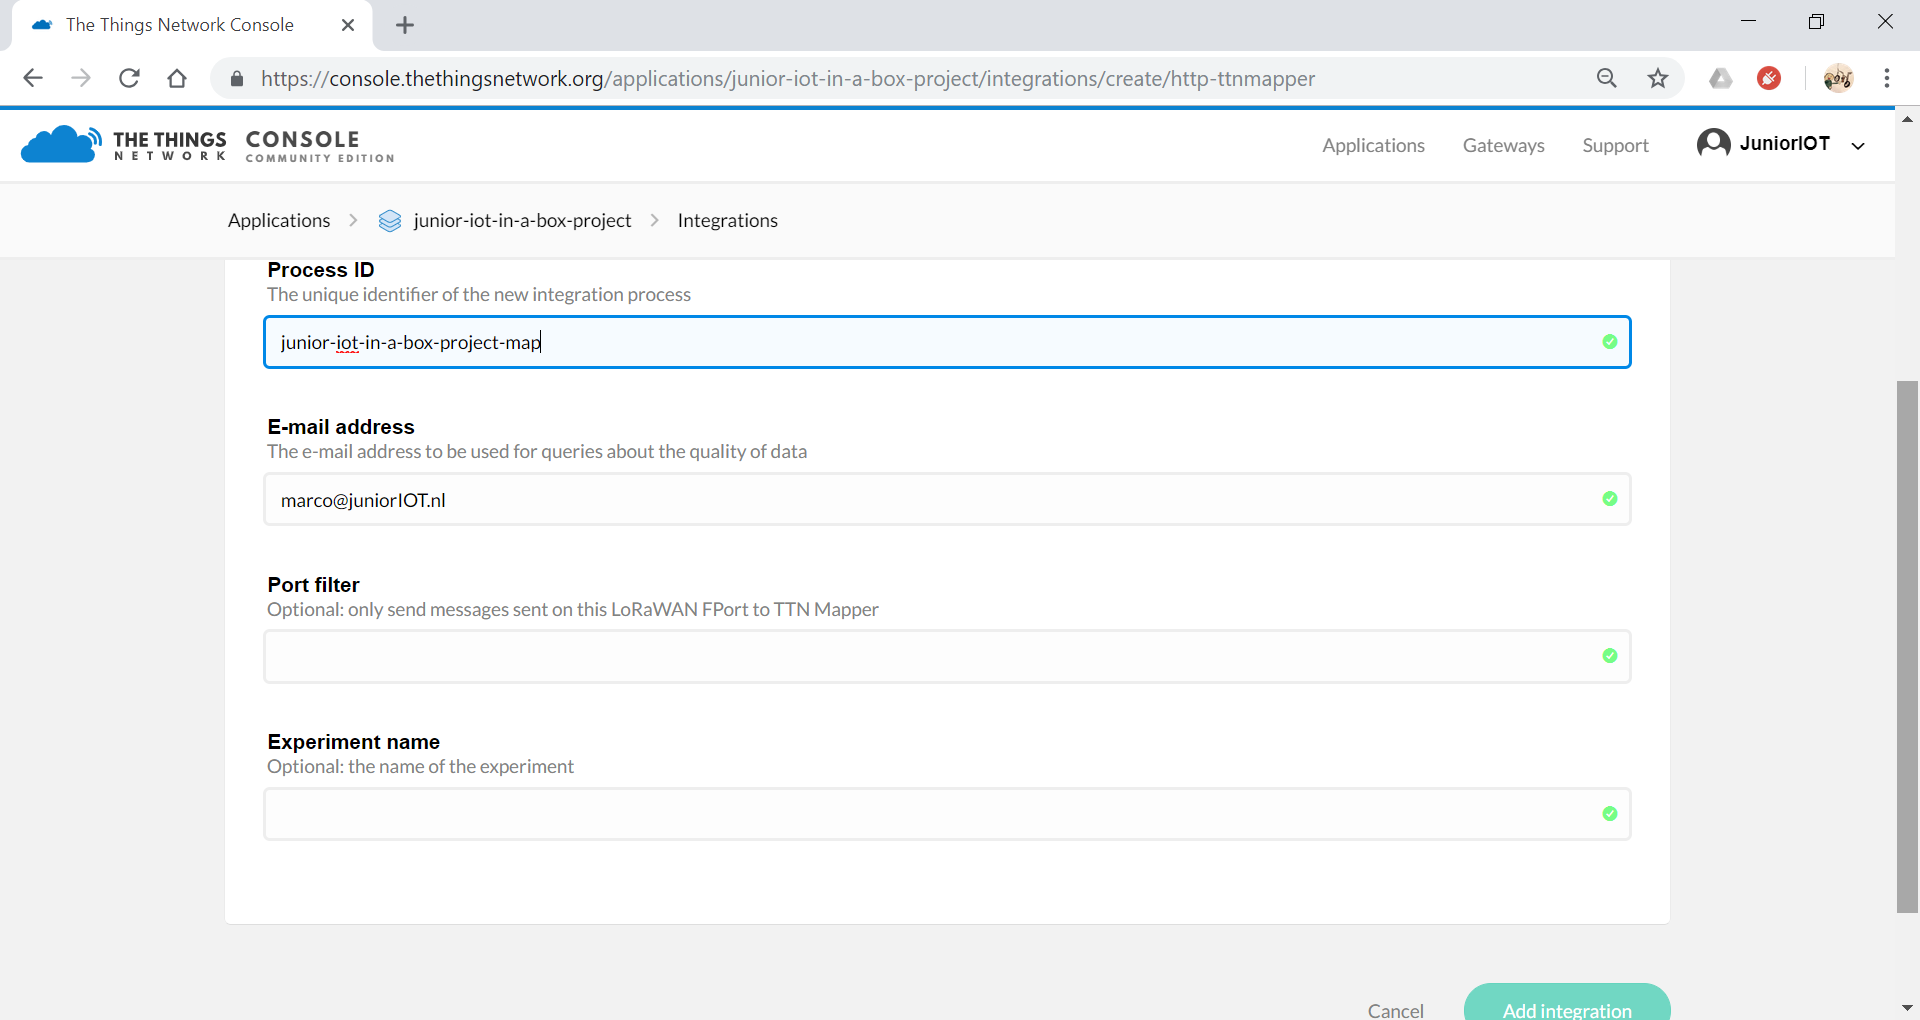 The Things Network Console
https://console.thethingsnetwork.org/applications/junior-iot-in-a-box-project/integrations/create/http-ttnmapper
THE THINGS NETWORK CONSOLE COMMUNITY EDITION
Applications Gateways Support JuniorIOT
Applications junior-iot-in-a-box-project Integrations
Process ID
The unique identifier of the new integration process
junior-iot-in-a-box-project-map
E-mail address
The e-mail address to be used for queries about the quality of data
marco@juniorIOT.nl
Port filter
Optional: only send messages sent on this LoRaWAN FPort to TTN Mapper
Experiment name
Optional: the name of the experiment
Cancel Add integration